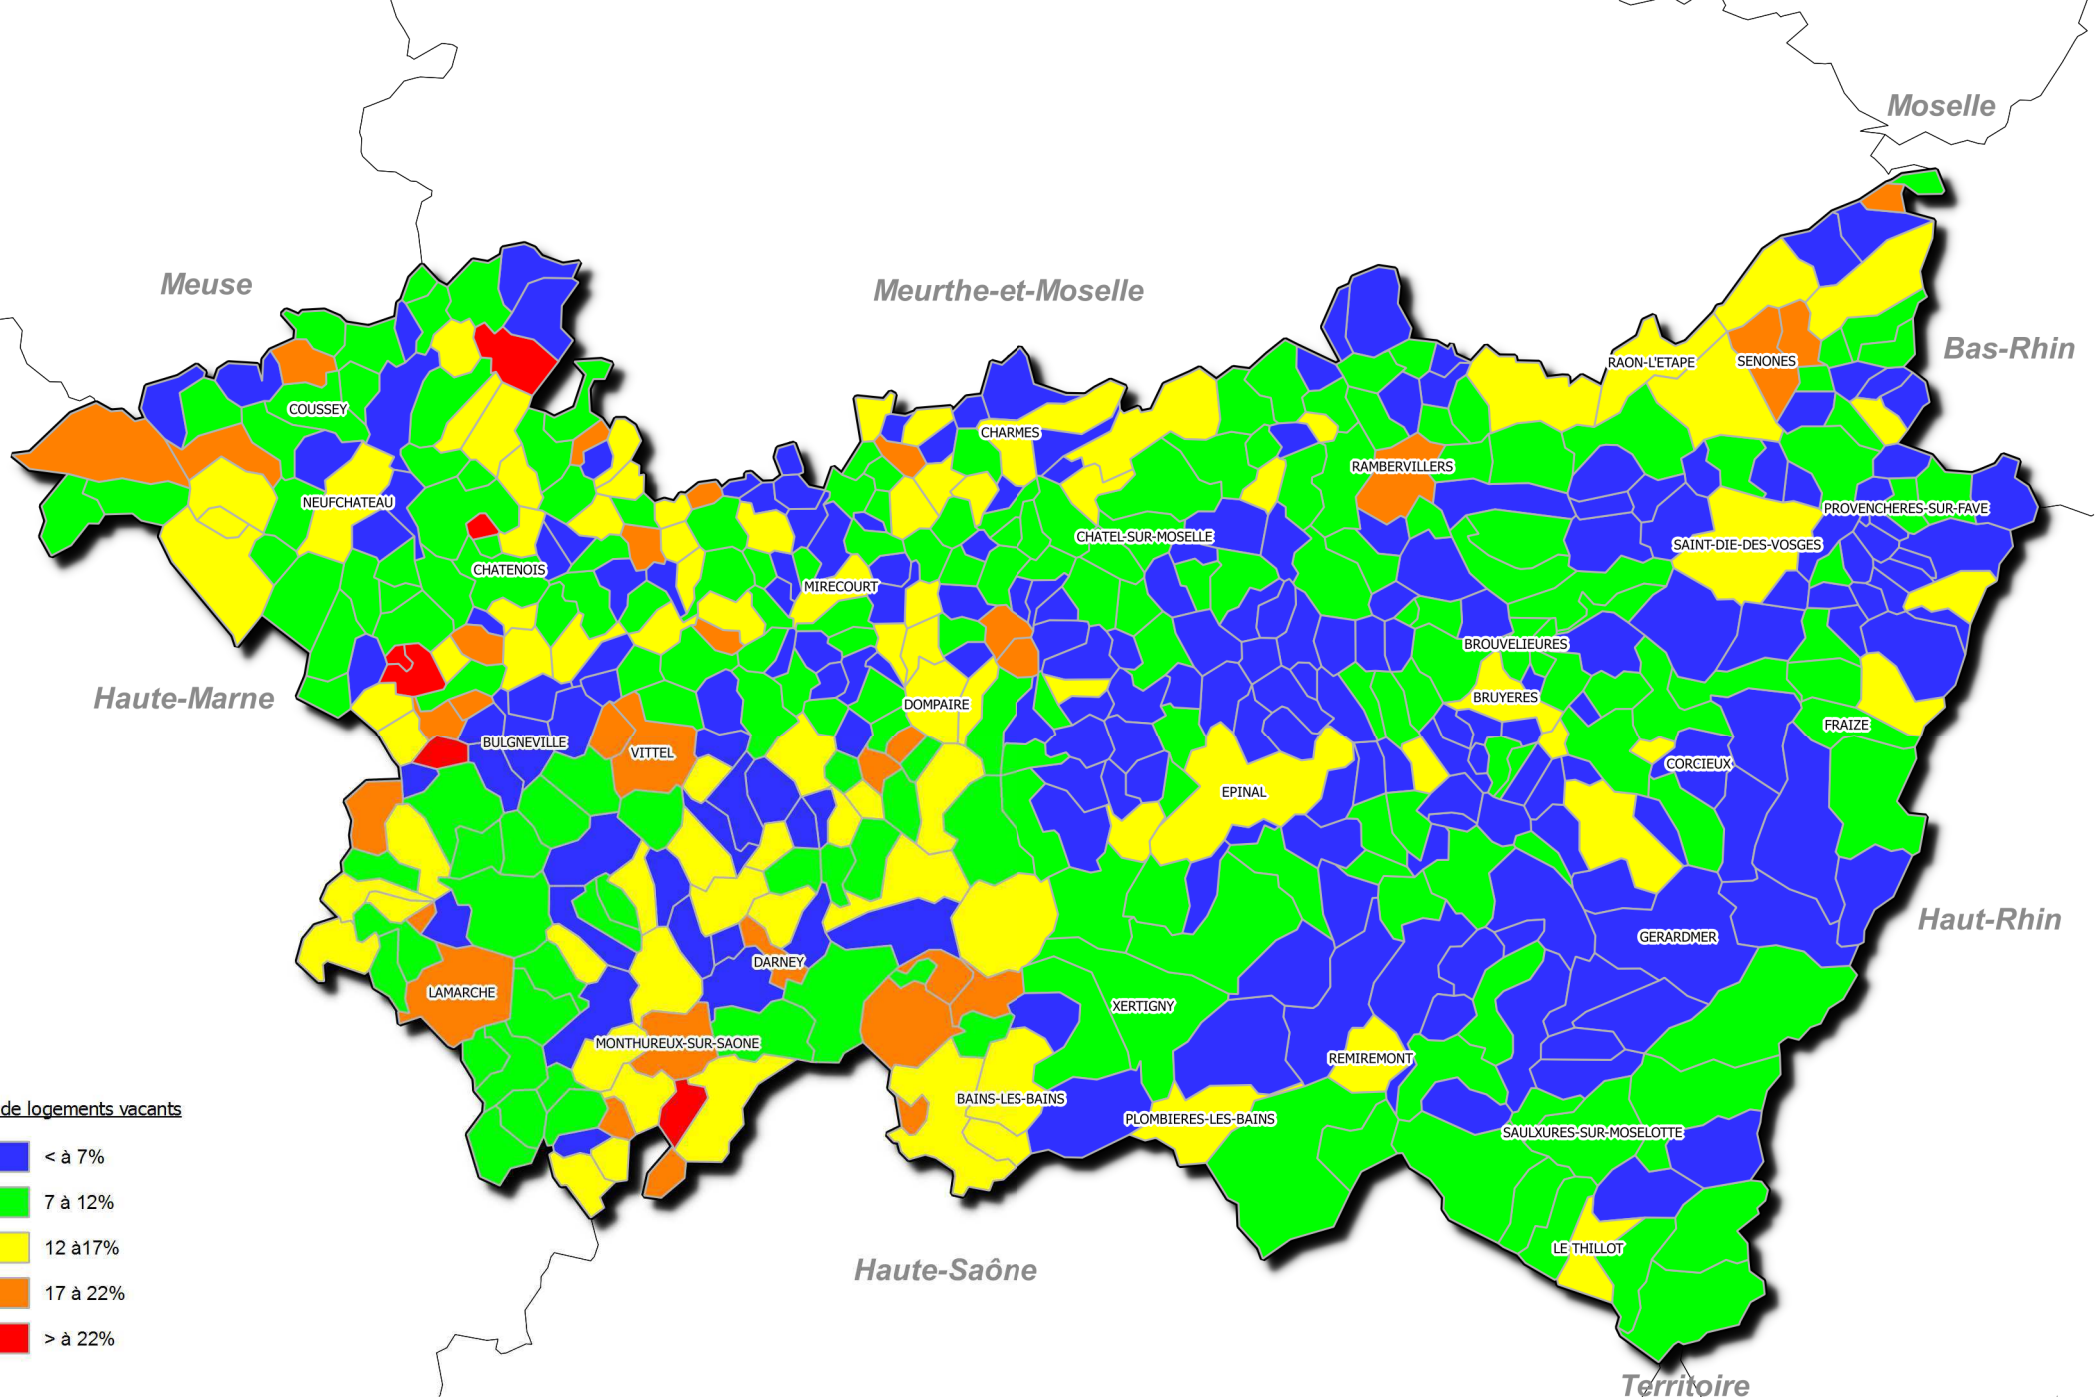 Moselle
Meuse
Meurthe-et-Moselle
Bas-Rhin
RAON-L'ETAPE
SENONES
COUSSEY
CHARMES
RAMBERVILLERS
NEUFCHATEAU
PROVENCHERES-SUR-FAVE
CHATEL-SUR-MOSELLE
SAINT-DIE-DES-VOSGES
CHATENOIS
MIRECOURT
BROUVELIEURES
Haute-Marne
DOMPAIRE
BRUYERES
FRAIZE
BULGNEVILLE
VITTEL
CORCIEUX
EPINAL
Haut-Rhin
GERARDMER
DARNEY
LAMARCHE
XERTIGNY
MONTHUREUX-SUR-SAONE
REMIREMONT
BAINS-LES-BAINS
PLOMBIERES-LES-BAINS
SAULXURES-SUR-MOSELOTTE
LE THILLOT
Haute-Saône
Territoire
de logements vacants
< à 7%
7 à 12%
12 à17%
17 à 22%
> à 22%